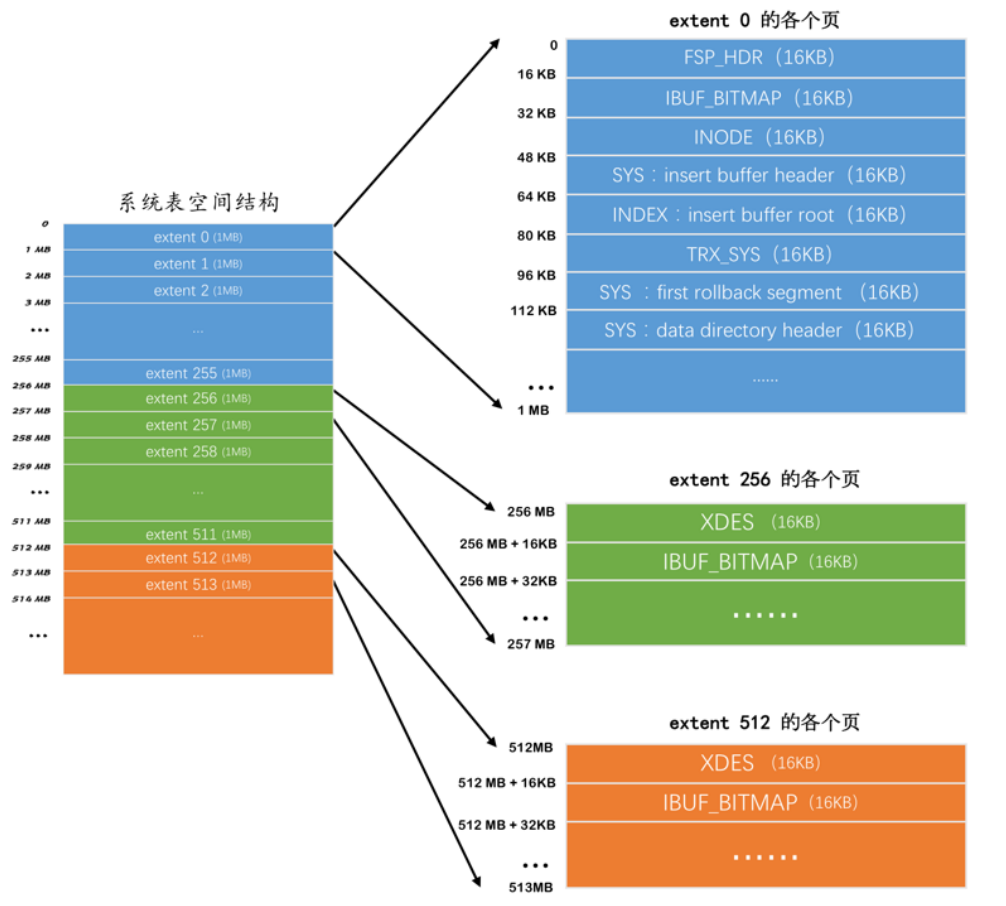 系统表空间结构
0
extent 0 (1MB)
1 MB
extent 1 (1MB)
2 MB
extent 2 (1MB)
3 MB
...
...
255 MB
extent 255 (1MB)
256 MB
extent 256 (1MB)
257 MB
extent 257 (1MB)
258 MB
extent 258 (1MB)
259 MB
...
...
511 MB
extent 511 (1MB)
512 MB
extent 512 (1MB)
513 MB
extent 513 (1MB)
514 MB
...
...
extent 0 的各个页
0
FSP_HDR（16KB）
16 KB
IBUF_BITMAP（16KB）
32 KB
INODE（16KB）
48 KB
SYS：insert buffer header（16KB）
64 KB
INDEX：insert buffer root（16KB）
80 KB
TRX_SYS（16KB）
96 KB
SYS ：first rollback segment （16KB）
112 KB
SYS：data directory header（16KB）
......
...
1 MB
extent 256 的各个页
256 MB
XDES （16KB）
256 MB + 16KB
IBUF_BITMAP（16KB）
256 MB + 32KB
......
...
257 MB
extent 512 的各个页
512MB
XDES （16KB）
512 MB + 16KB
IBUF_BITMAP（16KB）
512 MB + 32KB
......
...
513MB